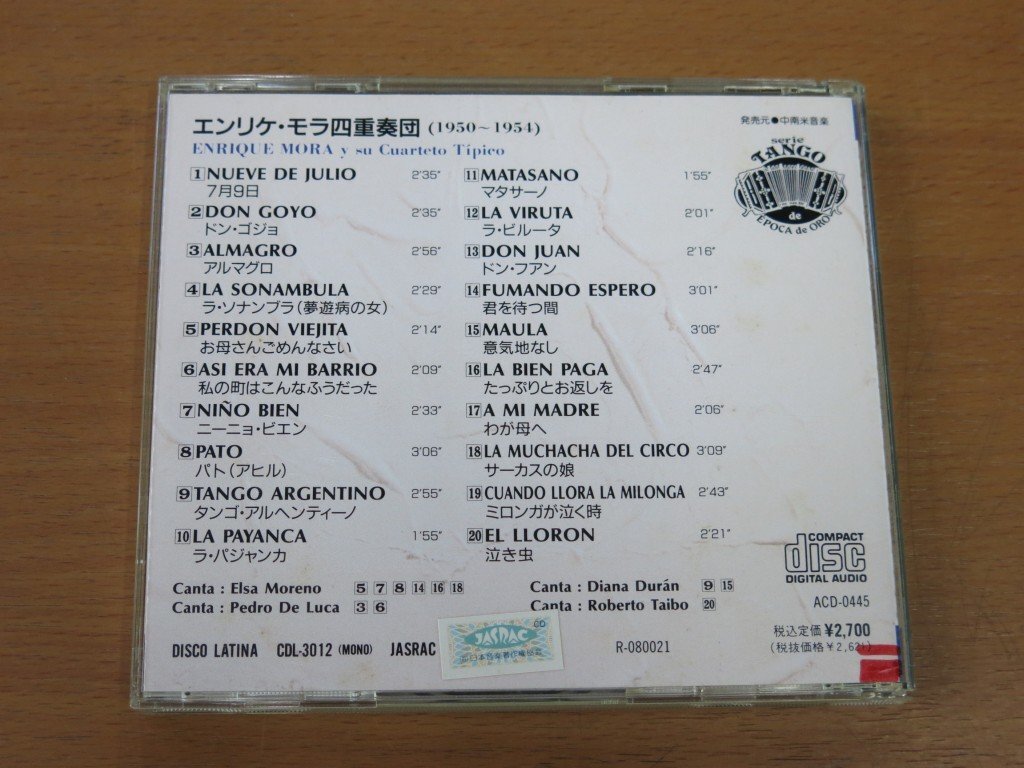 エンリケ・モラ四重奏団 (1950〜1954)
ENRIQUE MORA y su Cuarteto Típico
発売元●中南米音楽
serie
TANGO
de
EPOCA de ORO
1 NUEVE DE JULIO 2'35"
7月9日
2 DON GOYO 2'35"
ドン・ゴジョ
3 ALMAGRO 2'56"
アルマグロ
4 LA SONAMBULA 2'29"
ラ・ソナンブラ(夢遊病の女)
5 PERDON VIEJITA 2'14"
お母さんごめんなさい
6 ASI ERA MI BARRIO 2'09"
私の町はこんなふうだった
7 NIÑO BIEN 2'33"
ニーニョ・ビエン
8 PATO 3'06"
パト(アヒル)
9 TANGO ARGENTINO 2'55"
タンゴ・アルヘンティーノ
10 LA PAYANCA 1'55"
ラ・パジャンカ
11 MATASANO 1'55"
マタサーノ
12 LA VIRUTA 2'01"
ラ・ビルータ
13 DON JUAN 2'16"
ドン・フアン
14 FUMANDO ESPERO 3'01"
君を待つ間
15 MAULA 3'06"
意気地なし
16 LA BIEN PAGA 2'47"
たっぷりとお返しを
17 A MI MADRE 2'06"
わが母へ
18 LA MUCHACHA DEL CIRCO 3'09"
サーカスの娘
19 CUANDO LLORA LA MILONGA 2'43"
ミロンガが泣く時
20 EL LLORON 2'21"
泣き虫
Canta : Elsa Moreno 5 7 8 14 16 18
Canta : Pedro De Luca 3 6
Canta : Diana Durán 9 15
Canta : Roberto Taibo 20
COMPACT
disc
DIGITAL AUDIO
ACD-0445
税込定価 ¥2,700
(税抜価格 ¥2,621)
DISCO LATINA CDL-3012 (MONO) JASRAC
CD
JASRAC
R-080021